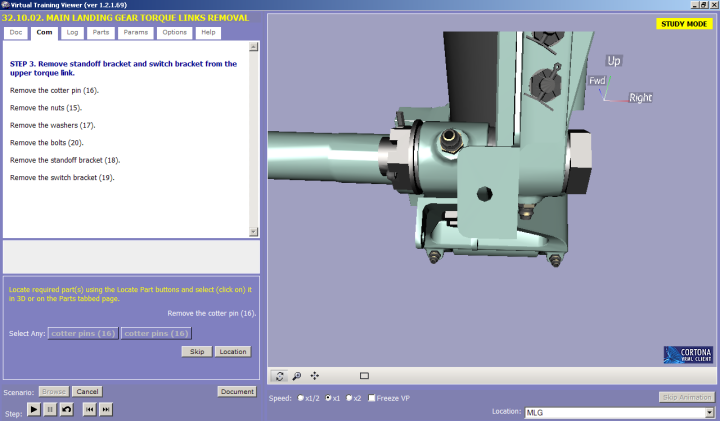 Virtual Training Viewer (ver 1.2.1.69)
32.10.02. MAIN LANDING GEAR TORQUE LINKS REMOVAL
STUDY MODE
Doc Com Log Parts Params Options Help
STEP 3. Remove standoff bracket and switch bracket from the
upper torque link.
Remove the cotter pin (16).
Remove the nuts (15).
Remove the washers (17).
Remove the bolts (20).
Remove the standoff bracket (18).
Remove the switch bracket (19).
Up
Fwd
Right
Locate required part(s) using the Locate Part buttons and select (click on) it
in 3D or on the Parts tabbed page.
Remove the cotter pin (16).
Select Any: cotter pins (16) cotter pins (16)
Skip Location
CORTONA
VRML CLIENT
Scenario: Browse Cancel Document
Step:
Speed: x1/2 x1 x2 Freeze VP
Skip Animation
Location: MLG